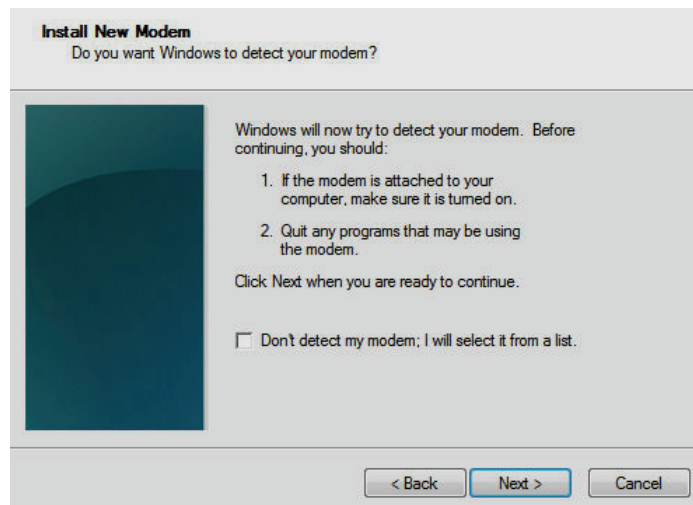 Install New Modem
Do you want Windows to detect your modem?
Windows will now try to detect your modem. Before
continuing, you should:
1. If the modem is attached to your
computer, make sure it is turned on.
2. Quit any programs that may be using
the modem.
Click Next when you are ready to continue.
Don't detect my modem; I will select it from a list.
< Back Next > Cancel